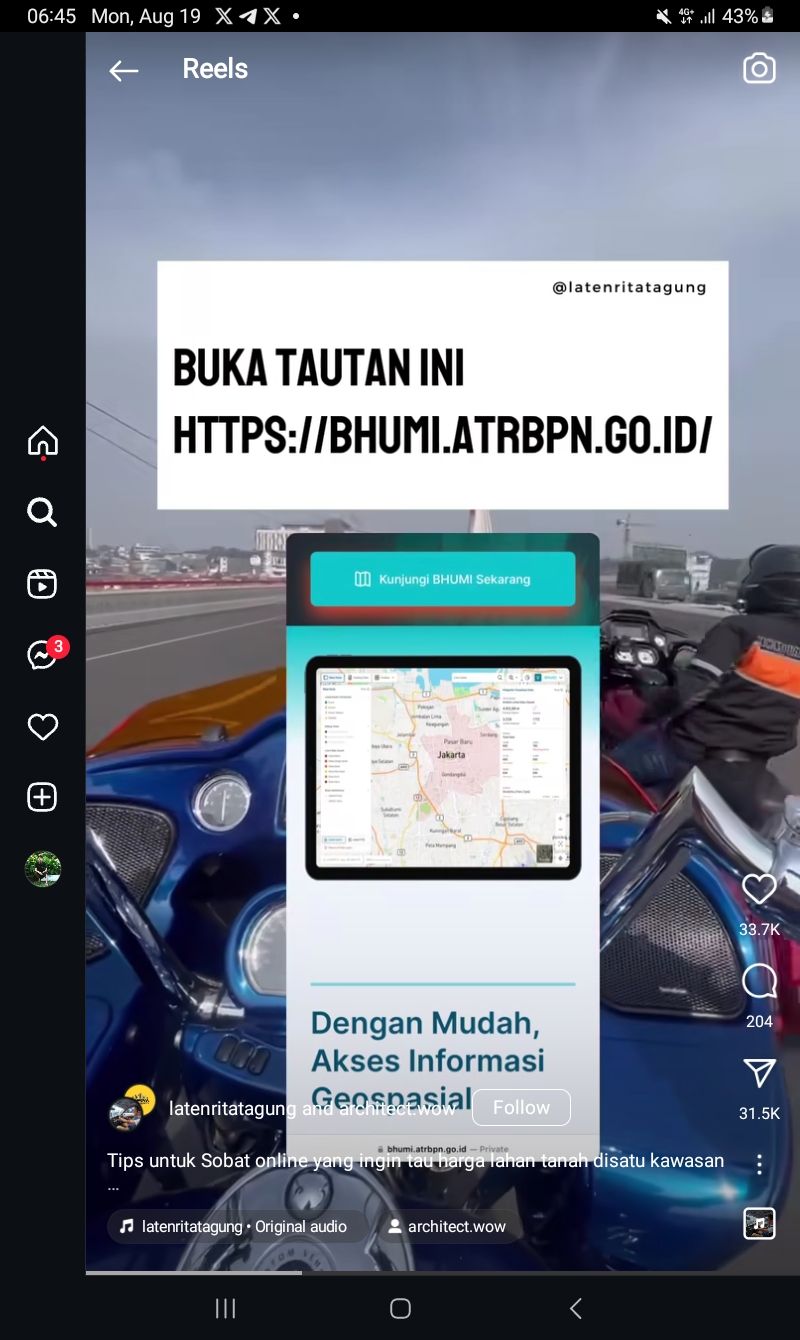 06:45 Mon, Aug 19
4G+ 43%
Reels
@latenritatagung
BUKA TAUTAN INI
HTTPS://BHUMI.ATRBPN.GO.ID/
Kunjungi BHUMI Sekarang
Pasar Baru
Jakarta
Dengan Mudah,
Akses Informasi
Geospasial
3
33.7K
204
31.5K
latenritatagung and architect.wow
Follow
bhumi.atrbpn.go.id — Private
Tips untuk Sobat online yang ingin tau harga lahan tanah disatu kawasan
...
latenritatagung • Original audio
architect.wow